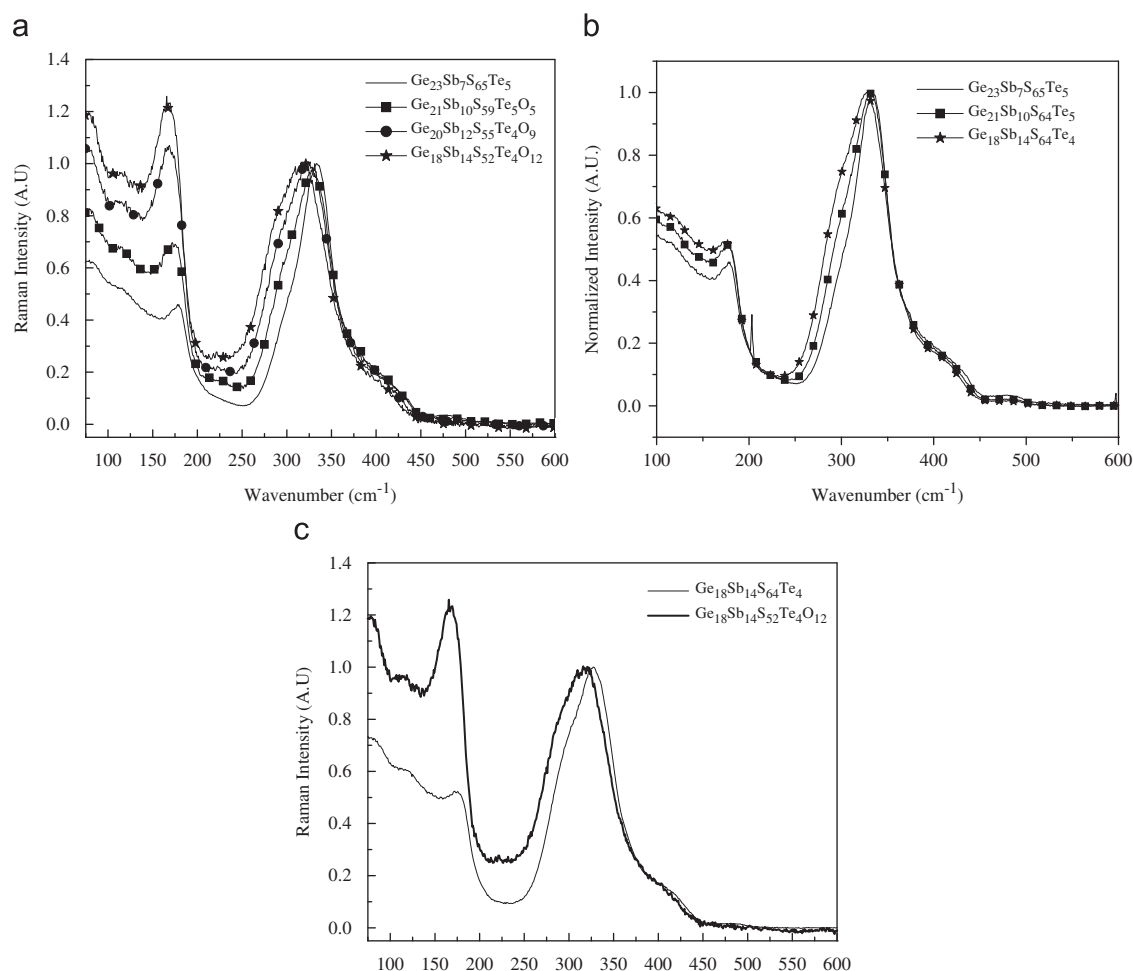 a
1.4
1.2
1.0
0.8
0.6
0.4
0.2
0.0
Raman Intensity (A.U)
Ge23Sb7S65Te5
Ge21Sb10S59Te5O5
Ge20Sb12S55Te4O9
Ge18Sb14S52Te4O12
100 150 200 250 300 350 400 450 500 550 600
Wavenumber (cm-1)
b
1.0
0.8
0.6
0.4
0.2
0.0
Normalized Intensity (A.U.)
Ge23Sb7S65Te5
Ge21Sb10S64Te5
Ge18Sb14S64Te4
100 200 300 400 500 600
Wavenumber (cm-1)
c
1.4
1.2
1.0
0.8
0.6
0.4
0.2
0.0
Raman Intensity (A.U)
Ge18Sb14S64Te4
Ge18Sb14S52Te4O12
100 150 200 250 300 350 400 450 500 550 600